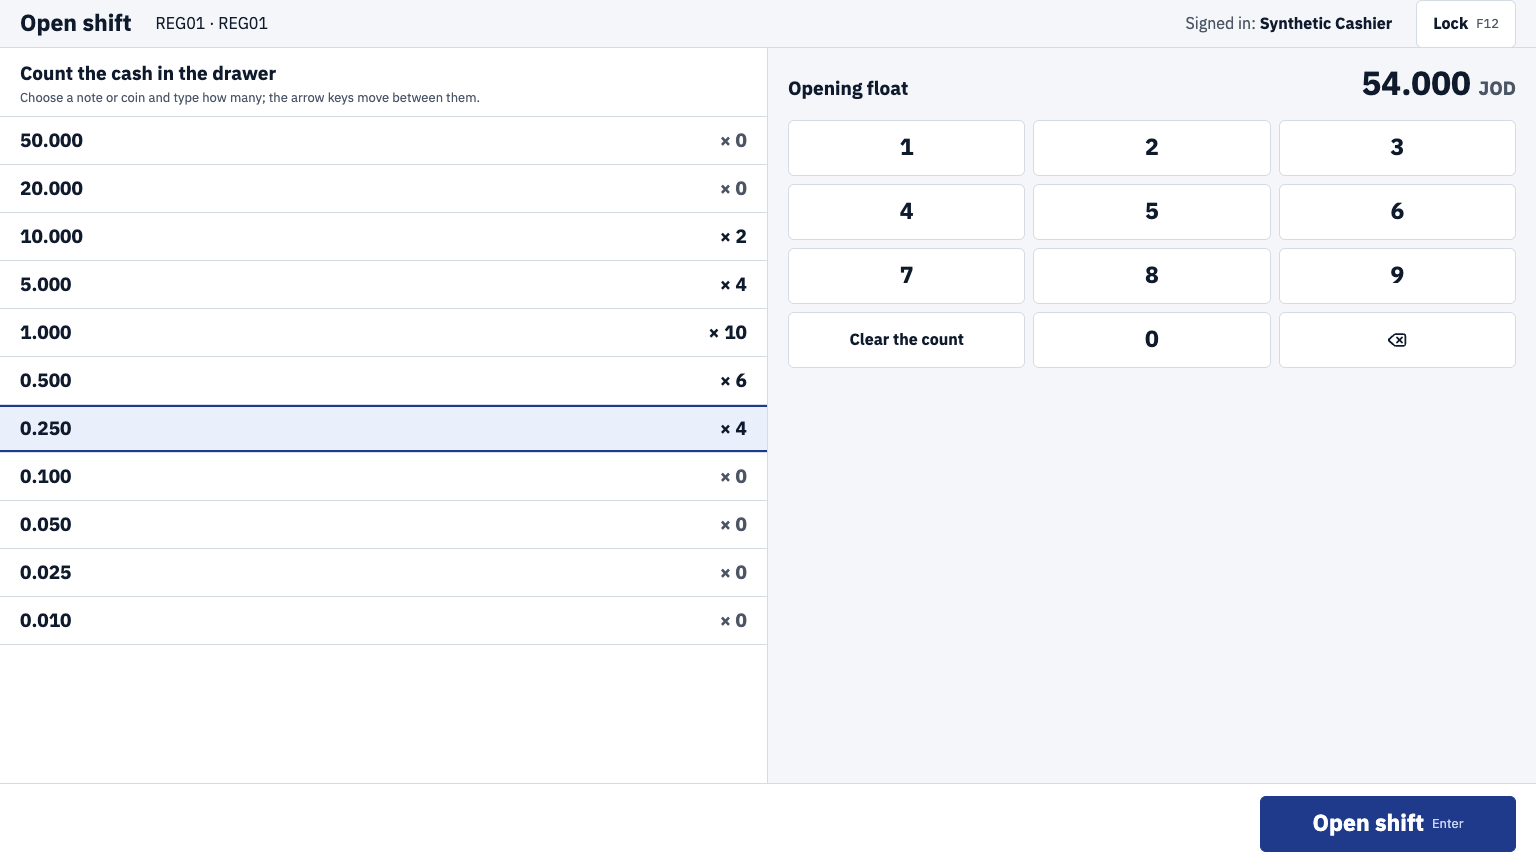 Open shift REG01 · REG01 Signed in: Synthetic Cashier Lock F12
Count the cash in the drawer
Choose a note or coin and type how many; the arrow keys move between them.
50.000 × 0
20.000 × 0
10.000 × 2
5.000 × 4
1.000 × 10
0.500 × 6
0.250 × 4
0.100 × 0
0.050 × 0
0.025 × 0
0.010 × 0
Opening float 54.000 JOD
1 2 3
4 5 6
7 8 9
Clear the count 0
Open shift Enter